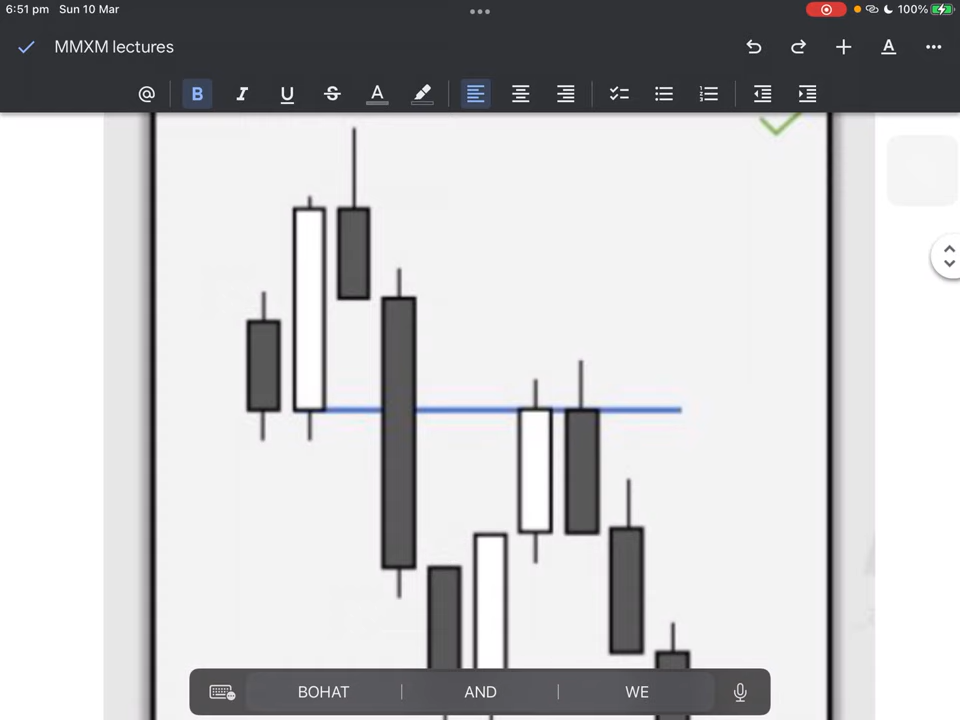 6:51 pm Sun 10 Mar
100%
MMXM lectures
@ B I U S A
A
BOHAT AND WE